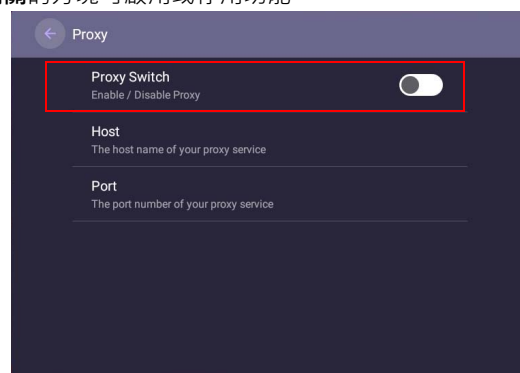 Proxy
Proxy Switch
Enable / Disable Proxy
Host
The host name of your proxy service
Port
The port number of your proxy service